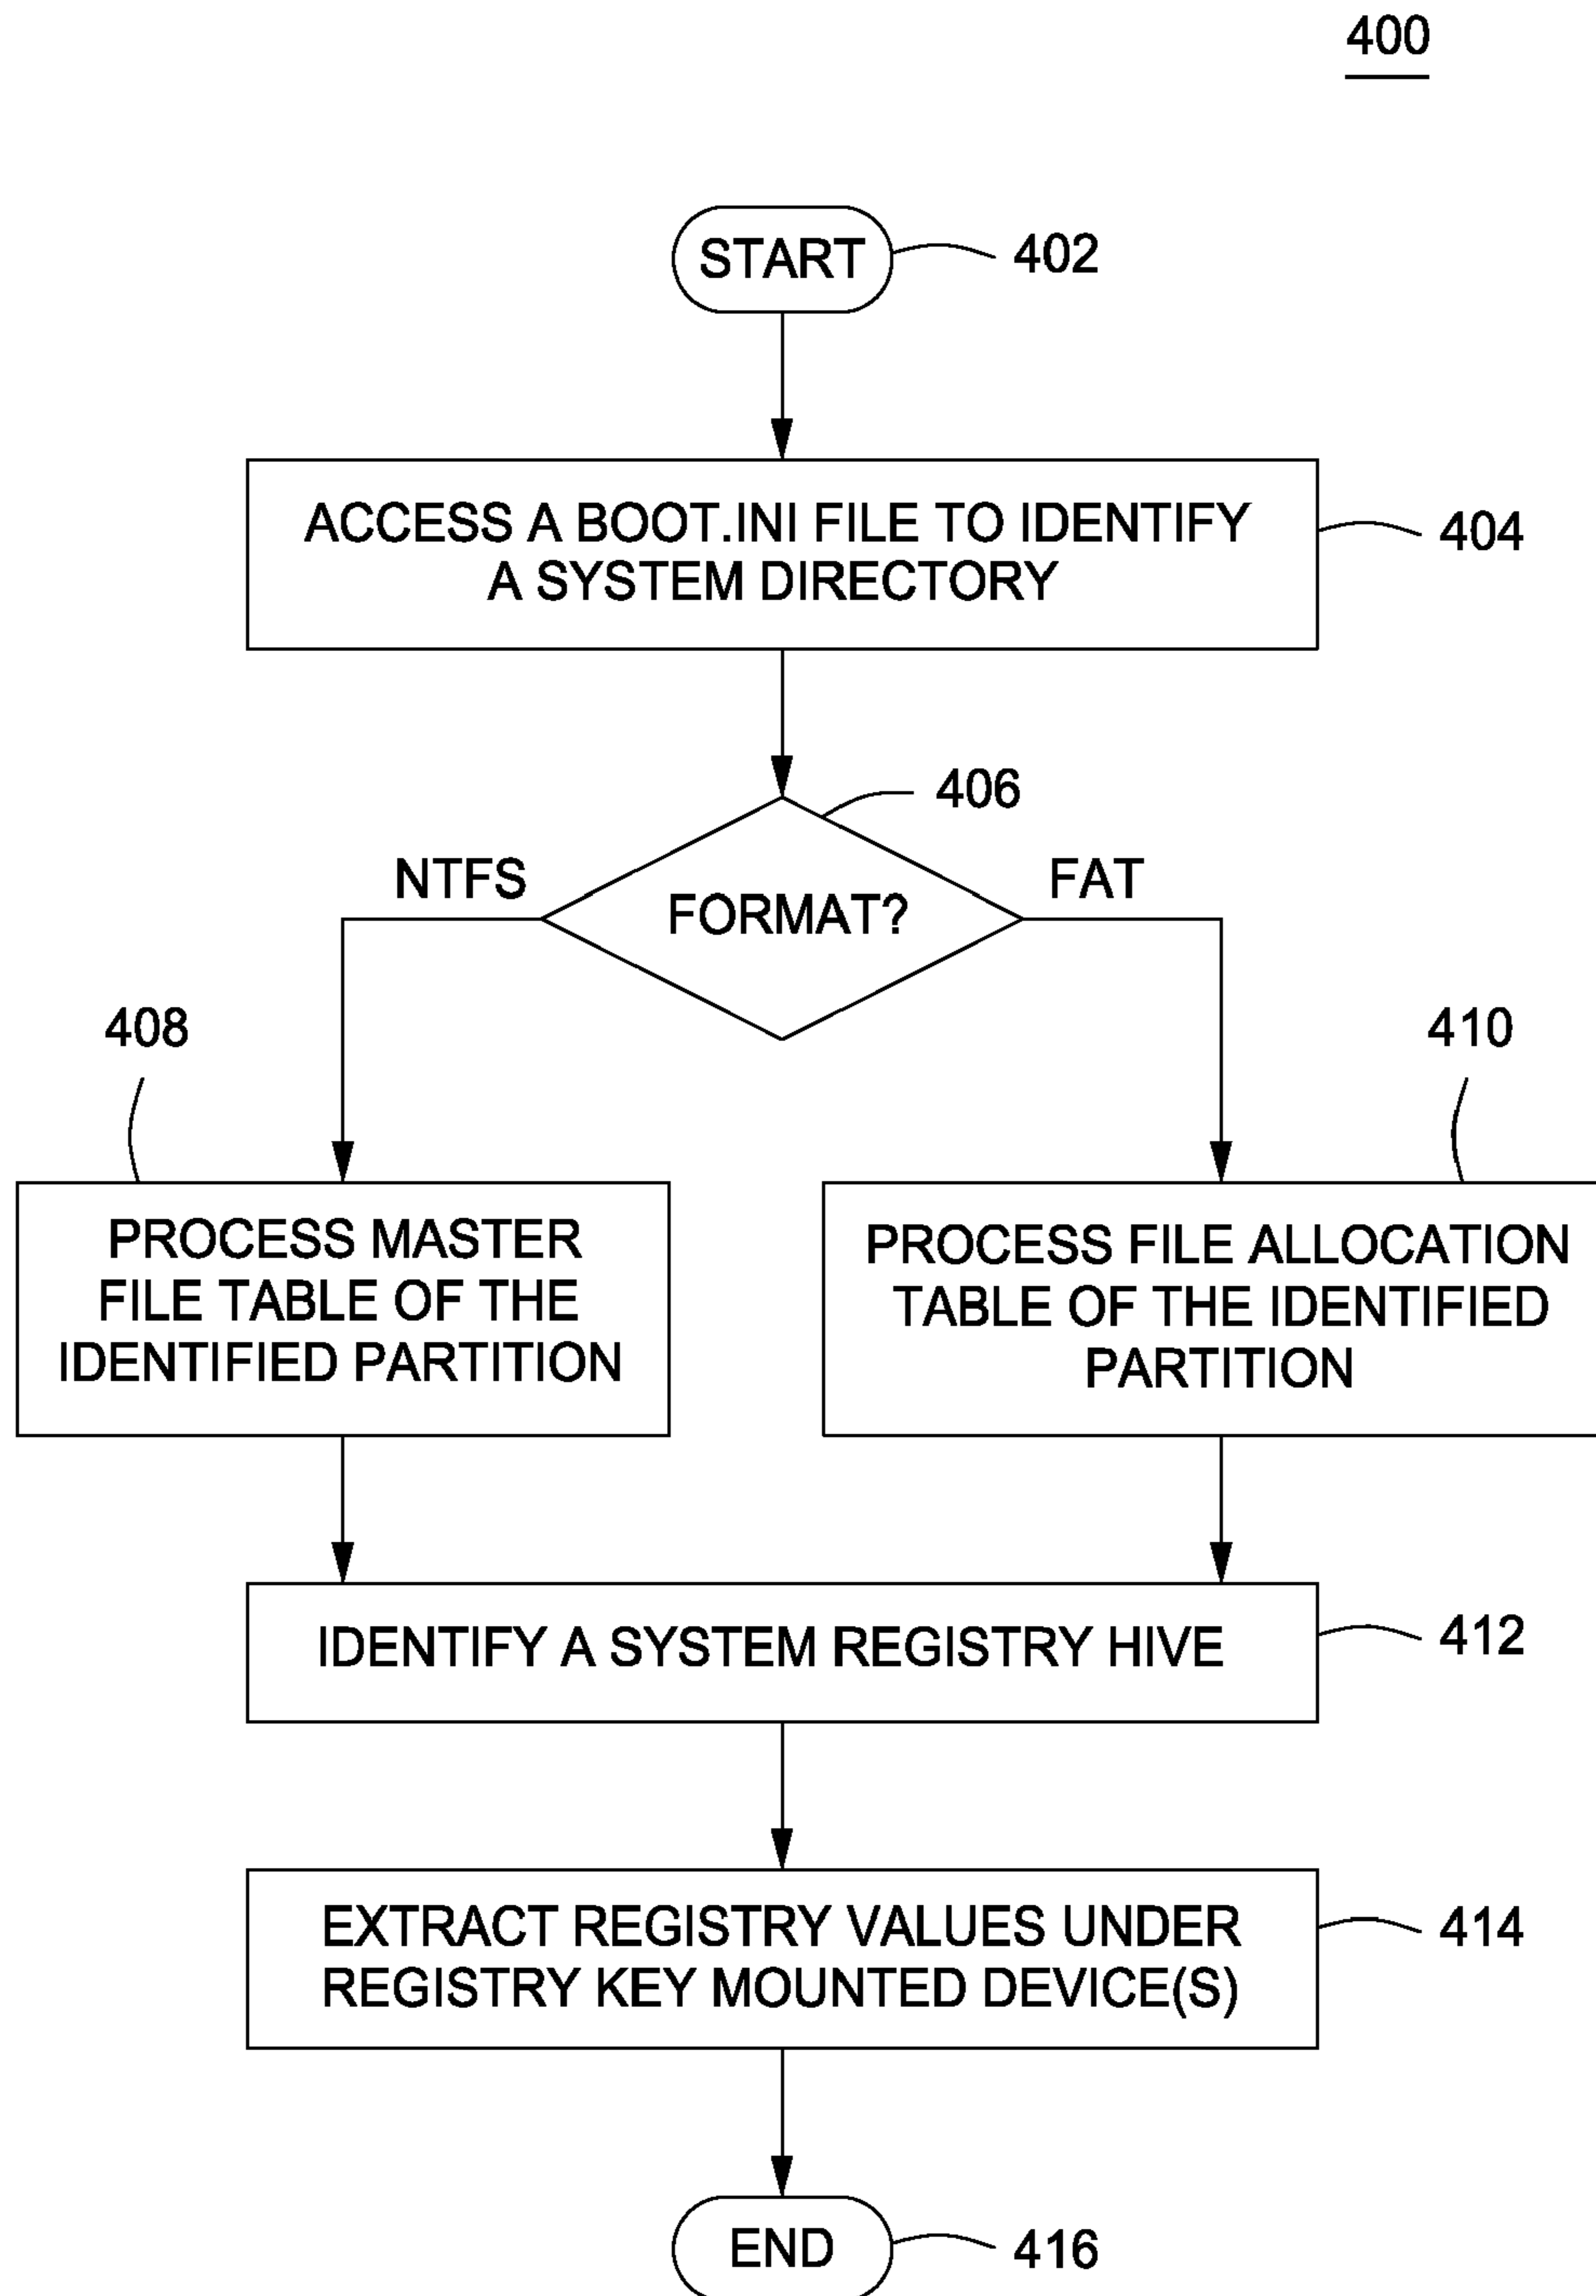 400
START
402
ACCESS A BOOT.INI FILE TO IDENTIFY
A SYSTEM DIRECTORY
404
406
NTFS
FAT
FORMAT?
408
410
PROCESS MASTER
FILE TABLE OF THE
IDENTIFIED PARTITION
PROCESS FILE ALLOCATION
TABLE OF THE IDENTIFIED
PARTITION
IDENTIFY A SYSTEM REGISTRY HIVE
412
EXTRACT REGISTRY VALUES UNDER
REGISTRY KEY MOUNTED DEVICE(S)
414
END
416